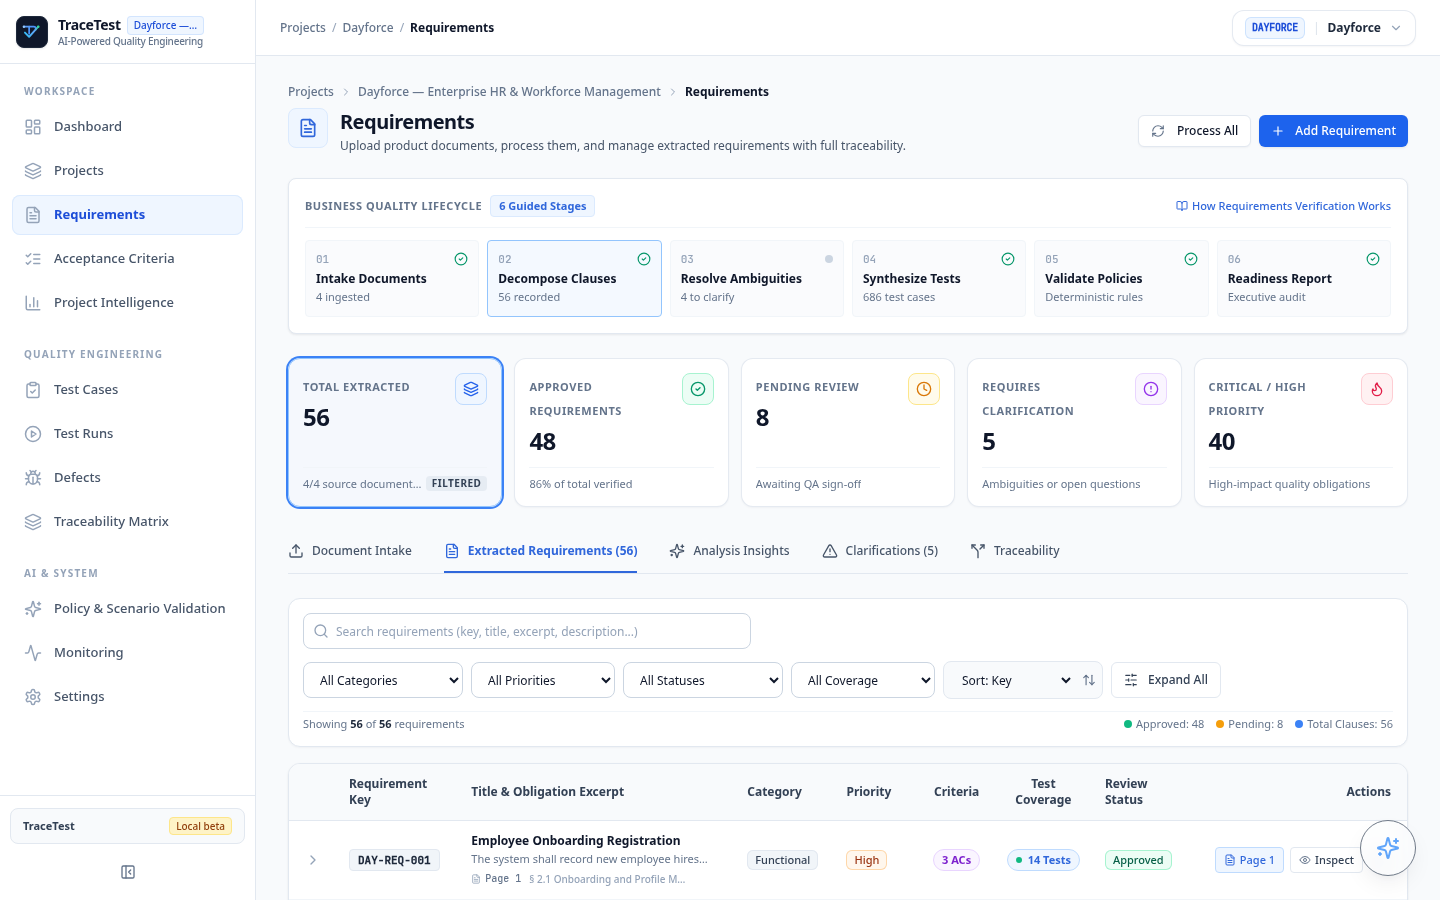 TraceTest
Dayforce —...
AI-Powered Quality Engineering
WORKSPACE
Dashboard
Projects
Requirements
Acceptance Criteria
Project Intelligence
QUALITY ENGINEERING
Test Cases
Test Runs
Defects
Traceability Matrix
AI & SYSTEM
Policy & Scenario Validation
Monitoring
Settings
TraceTest
Local beta
Projects / Dayforce / Requirements
DAYFORCE
Dayforce
Projects > Dayforce — Enterprise HR & Workforce Management > Requirements
Requirements
Upload product documents, process them, and manage extracted requirements with full traceability.
Process All
Add Requirement
BUSINESS QUALITY LIFECYCLE
6 Guided Stages
How Requirements Verification Works
01
Intake Documents
4 ingested
02
Decompose Clauses
56 recorded
03
Resolve Ambiguities
4 to clarify
04
Synthesize Tests
686 test cases
05
Validate Policies
Deterministic rules
06
Readiness Report
Executive audit
TOTAL EXTRACTED
56
4/4 source document...
FILTERED
APPROVED
REQUIREMENTS
48
86% of total verified
PENDING REVIEW
8
Awaiting QA sign-off
REQUIRES
CLARIFICATION
5
Ambiguities or open questions
CRITICAL / HIGH
PRIORITY
40
High-impact quality obligations
Document Intake
Extracted Requirements (56)
Analysis Insights
Clarifications (5)
Traceability
Search requirements (key, title, excerpt, description...)
All Categories
All Priorities
All Statuses
All Coverage
Sort: Key
Expand All
Showing 56 of 56 requirements
Approved: 48
Pending: 8
Total Clauses: 56
Requirement
Key
Title & Obligation Excerpt
Category
Priority
Criteria
Test
Coverage
Review
Status
Actions
DAY-REQ-001
Employee Onboarding Registration
The system shall record new employee hires...
Page 1
§ 2.1 Onboarding and Profile M...
Functional
High
3 ACs
14 Tests
Approved
Page 1
Inspect